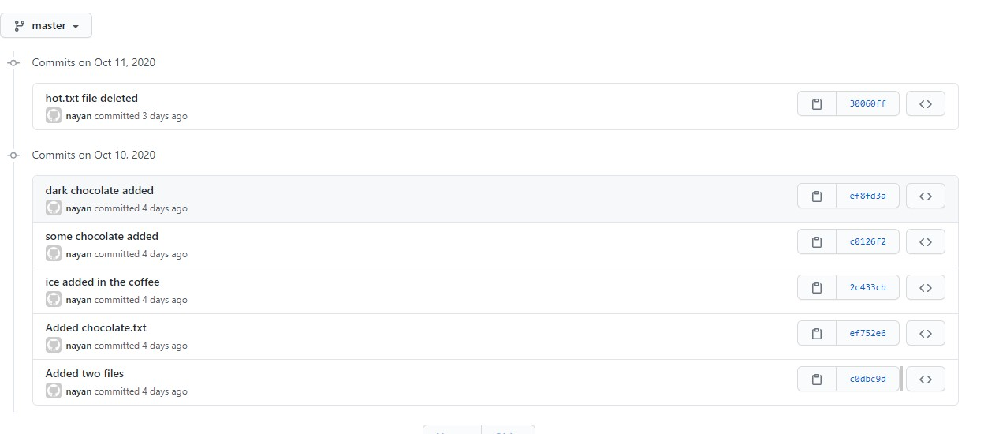 master
Commits on Oct 11, 2020
hot.txt file deleted
30060ff
nayan committed 3 days ago
Commits on Oct 10, 2020
dark chocolate added
ef8fd3a
nayan committed 4 days ago
some chocolate added
c0126f2
nayan committed 4 days ago
ice added in the coffee
2c433cb
nayan committed 4 days ago
Added chocolate.txt
ef752e6
nayan committed 4 days ago
Added two files
c0dbc9d
nayan committed 4 days ago